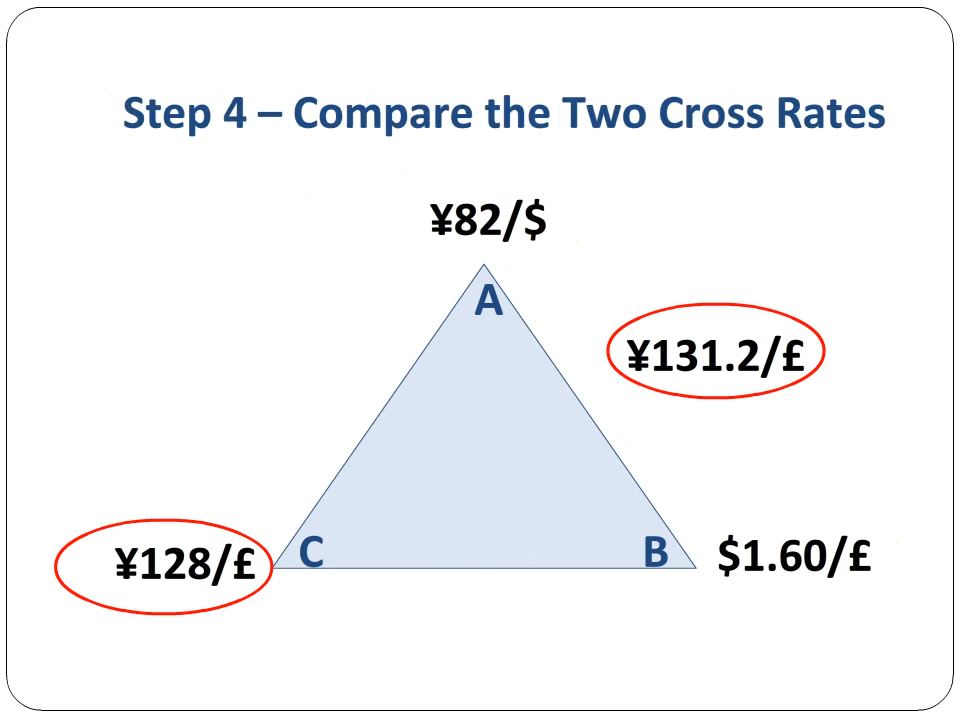 Step 4 – Compare the Two Cross Rates
¥82/$
A
¥131.2/£
¥128/£
C
B
$1.60/£